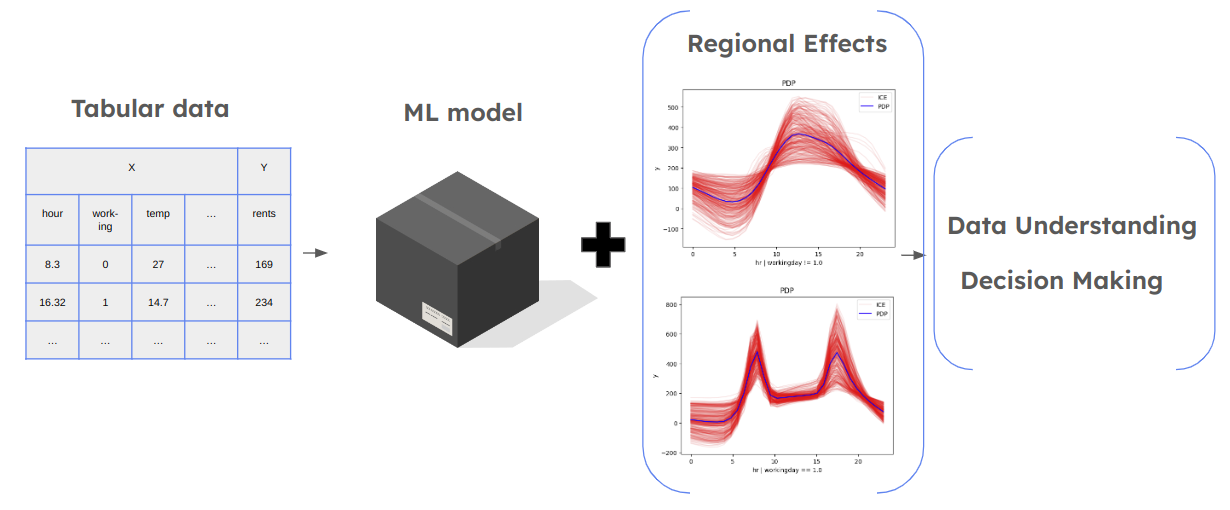 Tabular data
X Y
hour work- temp ... rents
ing
8.3 0 27 ... 169
16.32 1 14.7 ... 234
... ... ... ... ...
ML model
Regional Effects
PDP
ICE
PDP
500
400
300
200
100
0
−100
y
0 5 10 15 20
hr | workingday != 1.0
PDP
ICE
PDP
800
600
400
200
0
−200
y
0 5 10 15 20
hr | workingday == 1.0
Data Understanding
Decision Making